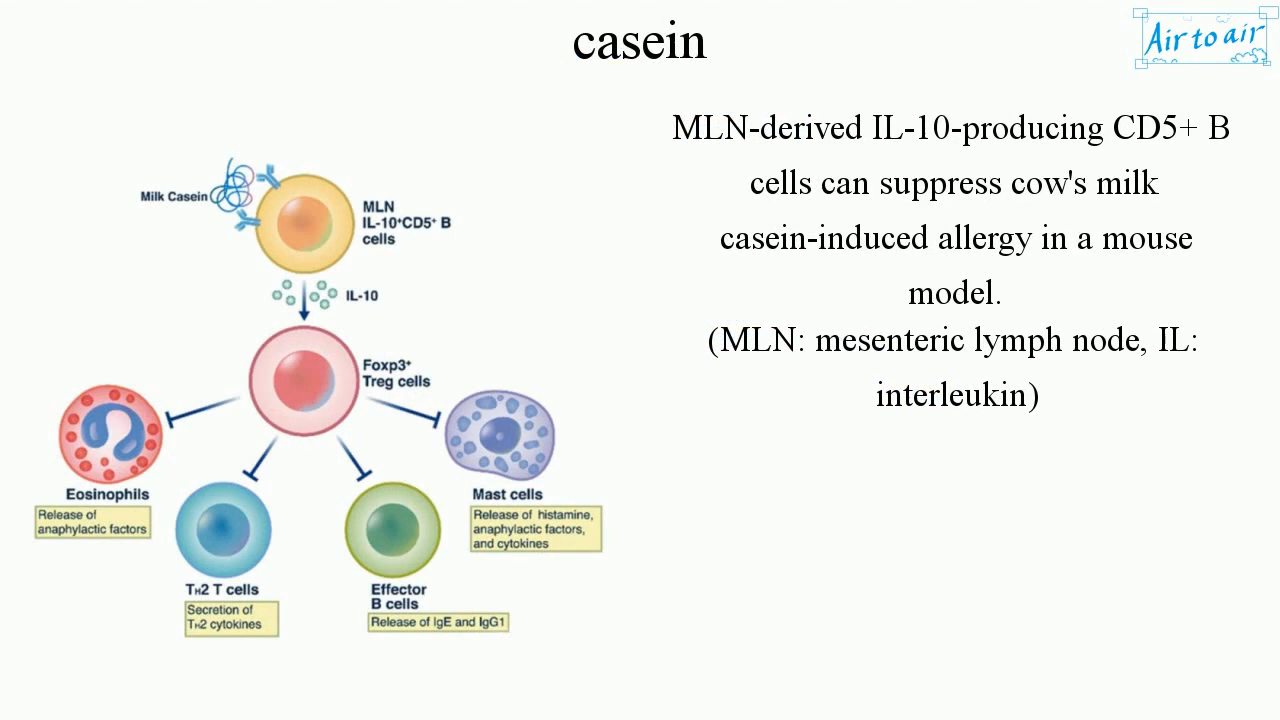 casein
Air to air
MLN-derived IL-10-producing CD5+ B
cells can suppress cow's milk
casein-induced allergy in a mouse
model.
(MLN: mesenteric lymph node, IL:
interleukin)
Milk Casein
MLN
IL-10⁺CD5⁺ B
cells
IL-10
Foxp3⁺
Treg cells
Eosinophils
Release of
anaphylactic factors
Mast cells
Release of histamine,
anaphylactic factors,
and cytokines
TH2 T cells
Secretion of
TH2 cytokines
Effector
B cells
Release of IgE and IgG1